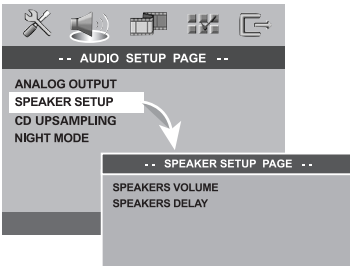 -- AUDIO SETUP PAGE --
ANALOG OUTPUT
SPEAKER SETUP
CD UPSAMPLING
NIGHT MODE
-- SPEAKER SETUP PAGE --
SPEAKERS VOLUME
SPEAKERS DELAY